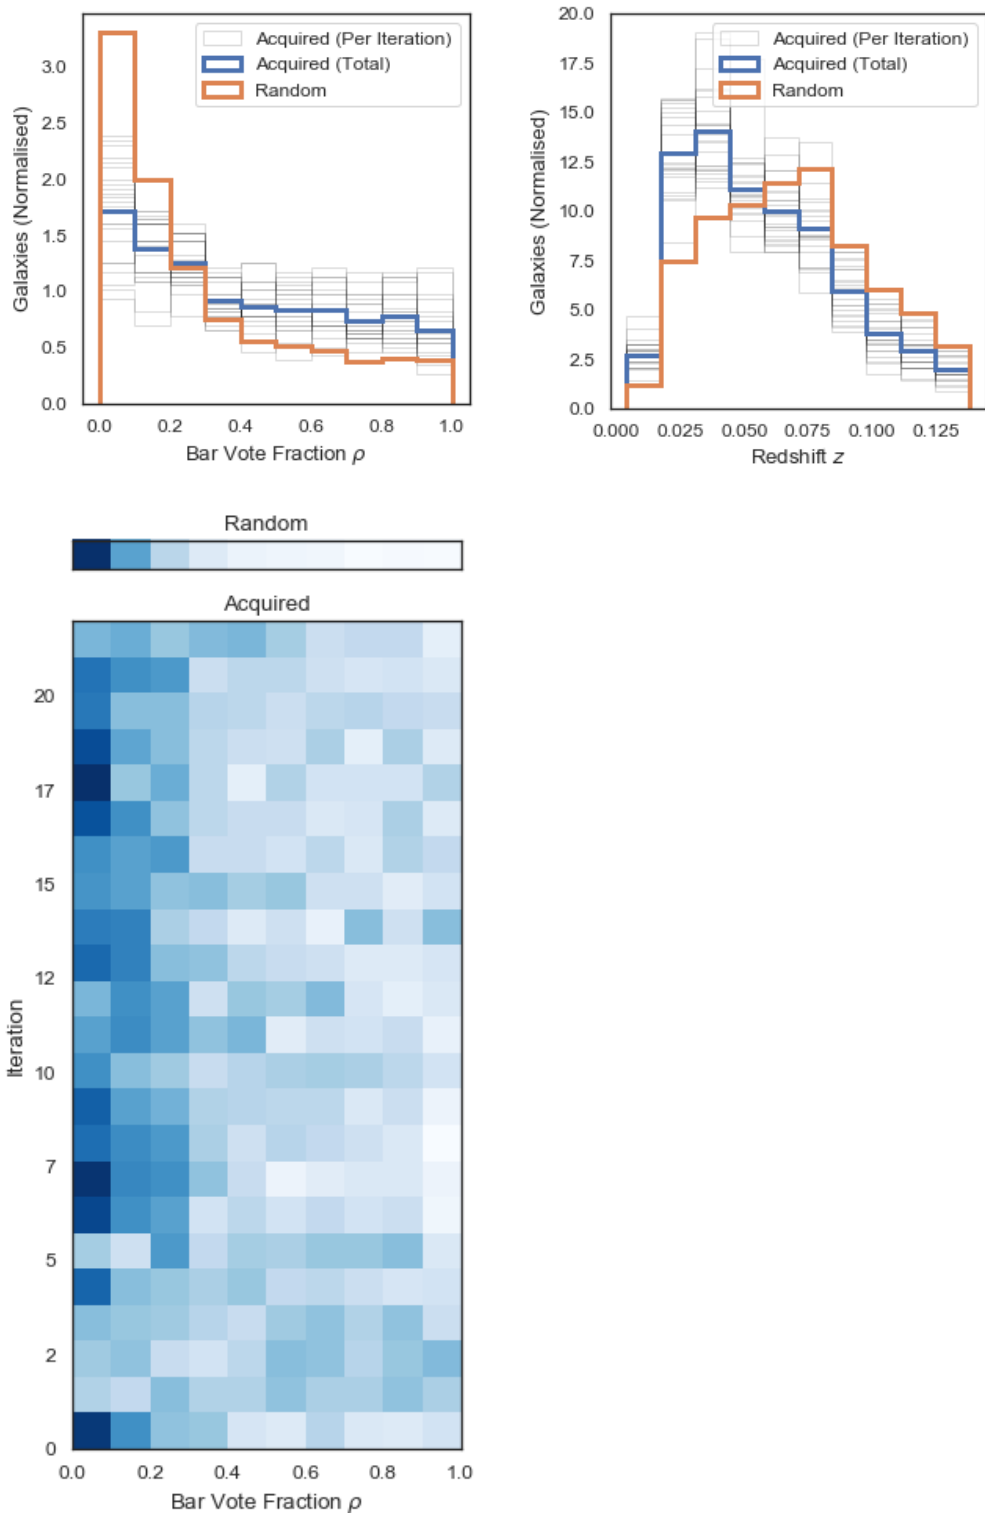 Acquired (Per Iteration)
Acquired (Total)
Random
Galaxies (Normalised)
3.0
2.5
2.0
1.5
1.0
0.5
0.0
0.0 0.2 0.4 0.6 0.8 1.0
Bar Vote Fraction ρ
Acquired (Per Iteration)
Acquired (Total)
Random
Galaxies (Normalised)
20.0
17.5
15.0
12.5
10.0
7.5
5.0
2.5
0.0
0.000 0.025 0.050 0.075 0.100 0.125
Redshift z
Random
Acquired
Iteration
20
17
15
12
10
7
5
2
0
0.0 0.2 0.4 0.6 0.8 1.0
Bar Vote Fraction ρ